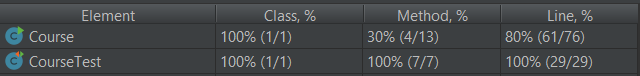 Element Class, % Method, % Line, %
Course 100% (1/1) 30% (4/13) 80% (61/76)
CourseTest 100% (1/1) 100% (7/7) 100% (29/29)